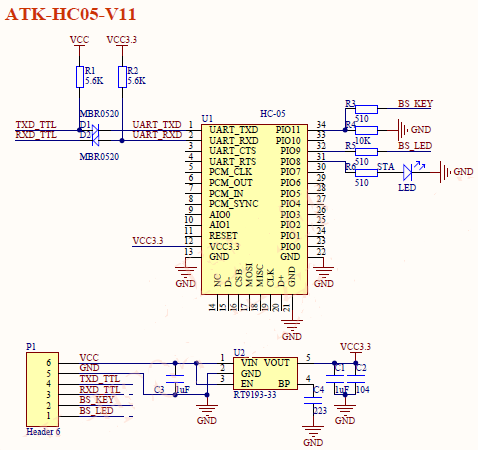 ATK-HC05-V11
VCC VCC3.3
R1 R2
5.6K 5.6K
MBR0520
TXD_TTL D1 UART_TXD
RXD_TTL D2 UART_RXD
MBR0520
U1 HC-05
1 UART_TXD PIO11 34
2 UART_RXD PIO10 33
3 UART_CTS PIO9 32
4 UART_RTS PIO8 31
5 PCM_CLK PIO7 30
6 PCM_OUT PIO6 29
7 PCM_IN PIO5 28
8 PCM_SYNC PIO4 27
9 AIO0 PIO3 26
10 AIO1 PIO2 25
11 RESET PIO1 24
VCC3.3 12 VCC3.3 PIO0 23
13 GND GND 22
NC D- CSB MOSI MISC CLK D+ GND
14 15 16 17 18 19 20 21
GND GND GND
R3 BS_KEY
510
R4 GND
10K
R5 BS_LED
510
R6 STA
510
LED GND
P1
6 VCC
5 GND
4 TXD_TTL
3 RXD_TTL
2 BS_KEY
1 BS_LED
Header 6
C3 1uF
U2
1 VIN VOUT 5
2 GND
3 EN BP 4
RT9193-33
GND
VCC3.3
C1 C2
1uF 104
GND
C4
223
GND